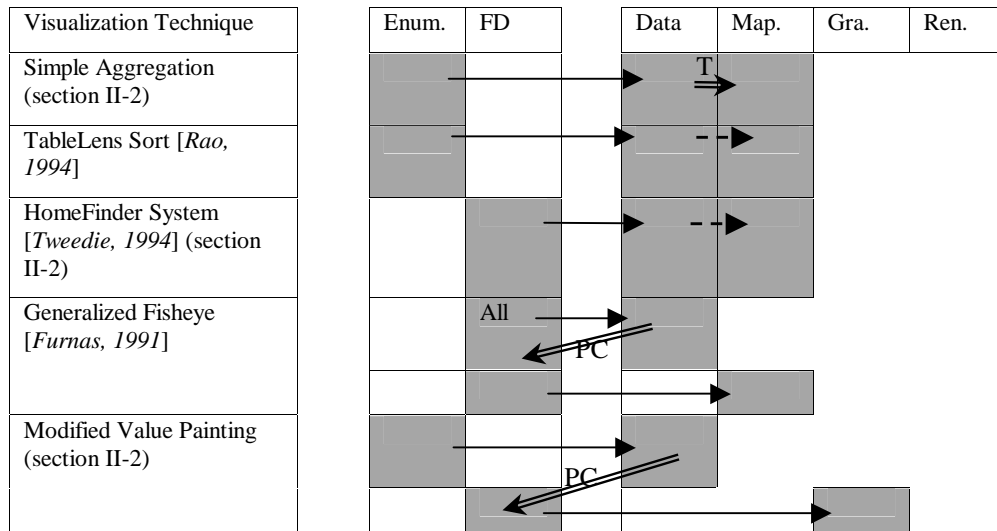 Visualization Technique Enum. FD Data Map. Gra. Ren.
Simple Aggregation
(section II-2)
T
TableLens Sort [Rao,
1994]
HomeFinder System
[Tweedie, 1994] (section
II-2)
Generalized Fisheye
[Furnas, 1991]
All
PC
Modified Value Painting
(section II-2)
PC